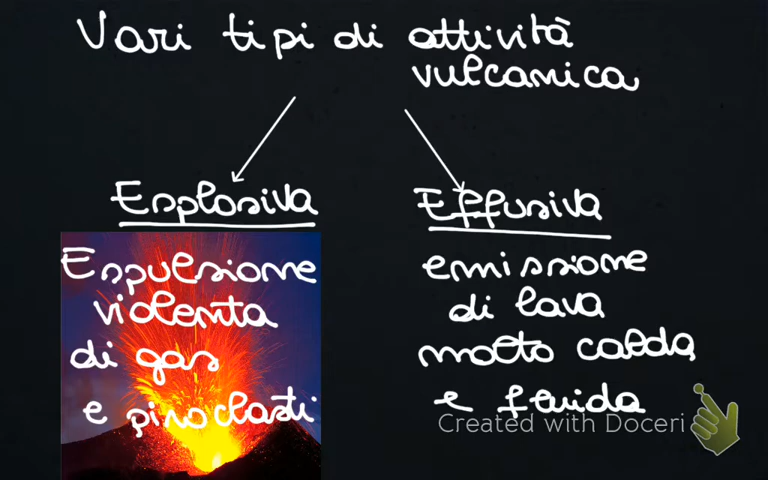 Vari tipi di attività
vulcanica
Esplosiva
Espulsione
violenta
di gas
e piroclasti
Effusiva
emissione
di lava
molto calda
e fluida
Created with Doceri